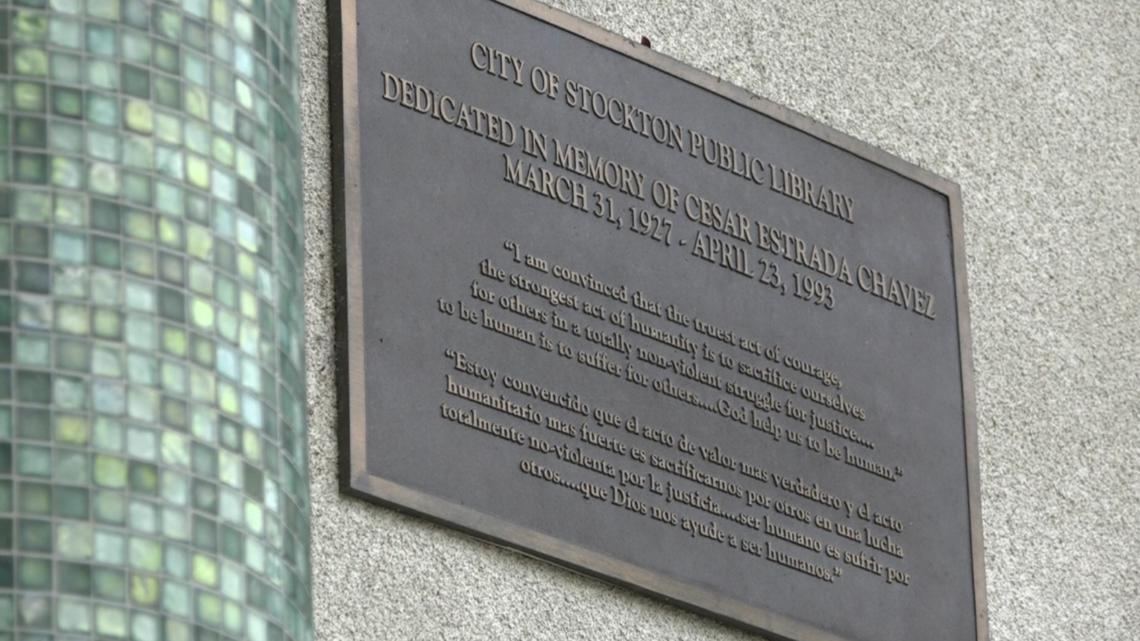 CITY OF STOCKTON PUBLIC LIBRARY
DEDICATED IN MEMORY OF CESAR ESTRADA CHAVEZ
MARCH 31, 1927 - APRIL 23, 1993
“I am convinced that the truest act of courage,
the strongest act of humanity is to sacrifice ourselves
for others in a totally non-violent struggle for justice....
to be human is to suffer for others....God help us to be human.”
“Estoy convencido que el acto de valor mas verdadero y el acto
humanitario mas fuerte es sacrificarnos por otros en una lucha
totalmente no-violenta por la justicia....ser humano es sufrir por
otros....que Dios nos ayude a ser humanos.”